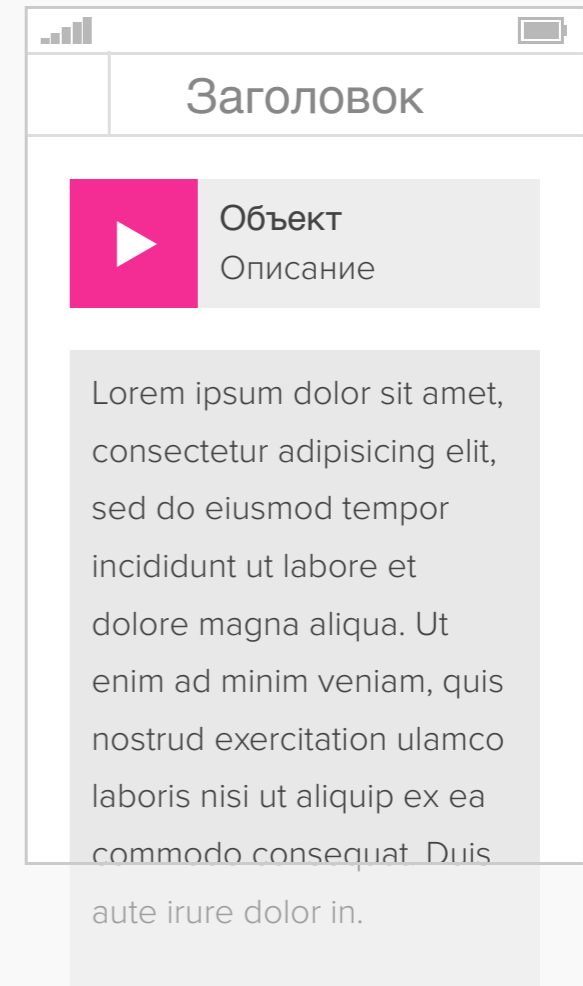 Заголовок
Объект
Описание
Lorem ipsum dolor sit amet,
consectetur adipisicing elit,
sed do eiusmod tempor
incididunt ut labore et
dolore magna aliqua. Ut
enim ad minim veniam, quis
nostrud exercitation ulamco
laboris nisi ut aliquip ex ea
commodo consequat. Duis
aute irure dolor in.